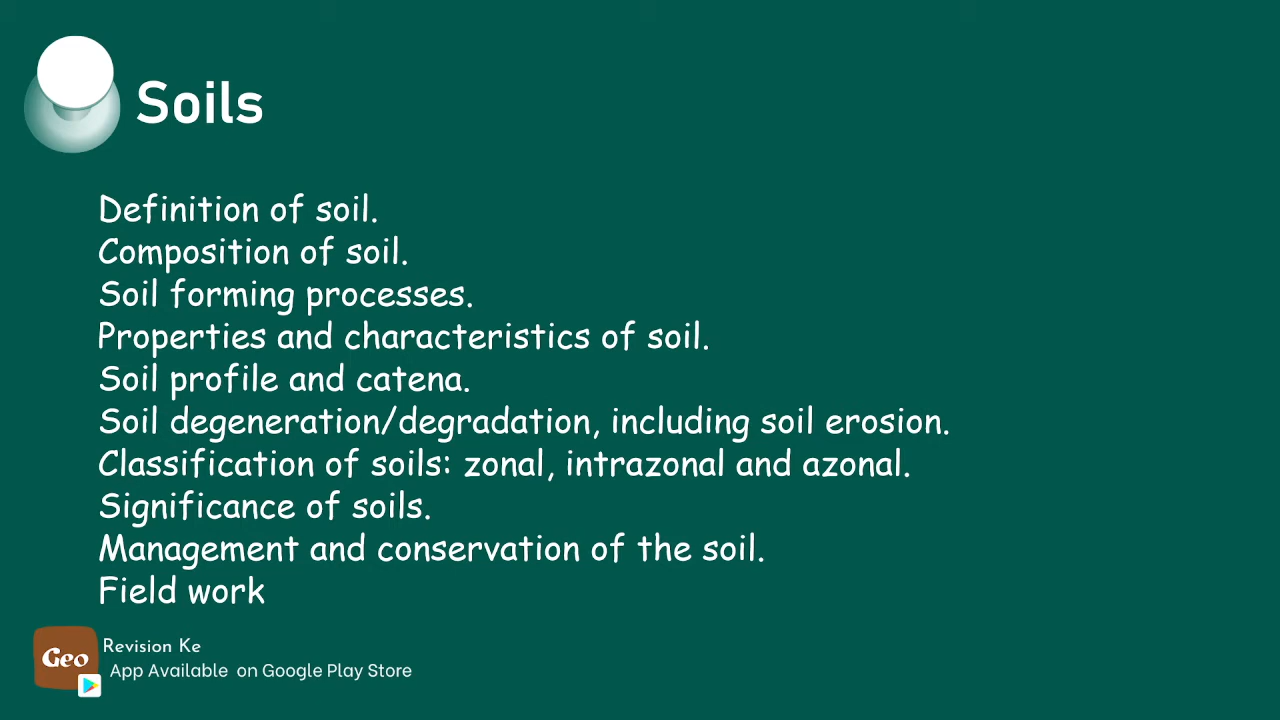 Soils
Definition of soil.
Composition of soil.
Soil forming processes.
Properties and characteristics of soil.
Soil profile and catena.
Soil degeneration/degradation, including soil erosion.
Classification of soils: zonal, intrazonal and azonal.
Significance of soils.
Management and conservation of the soil.
Field work
Geo
Revision Ke
App Available on Google Play Store